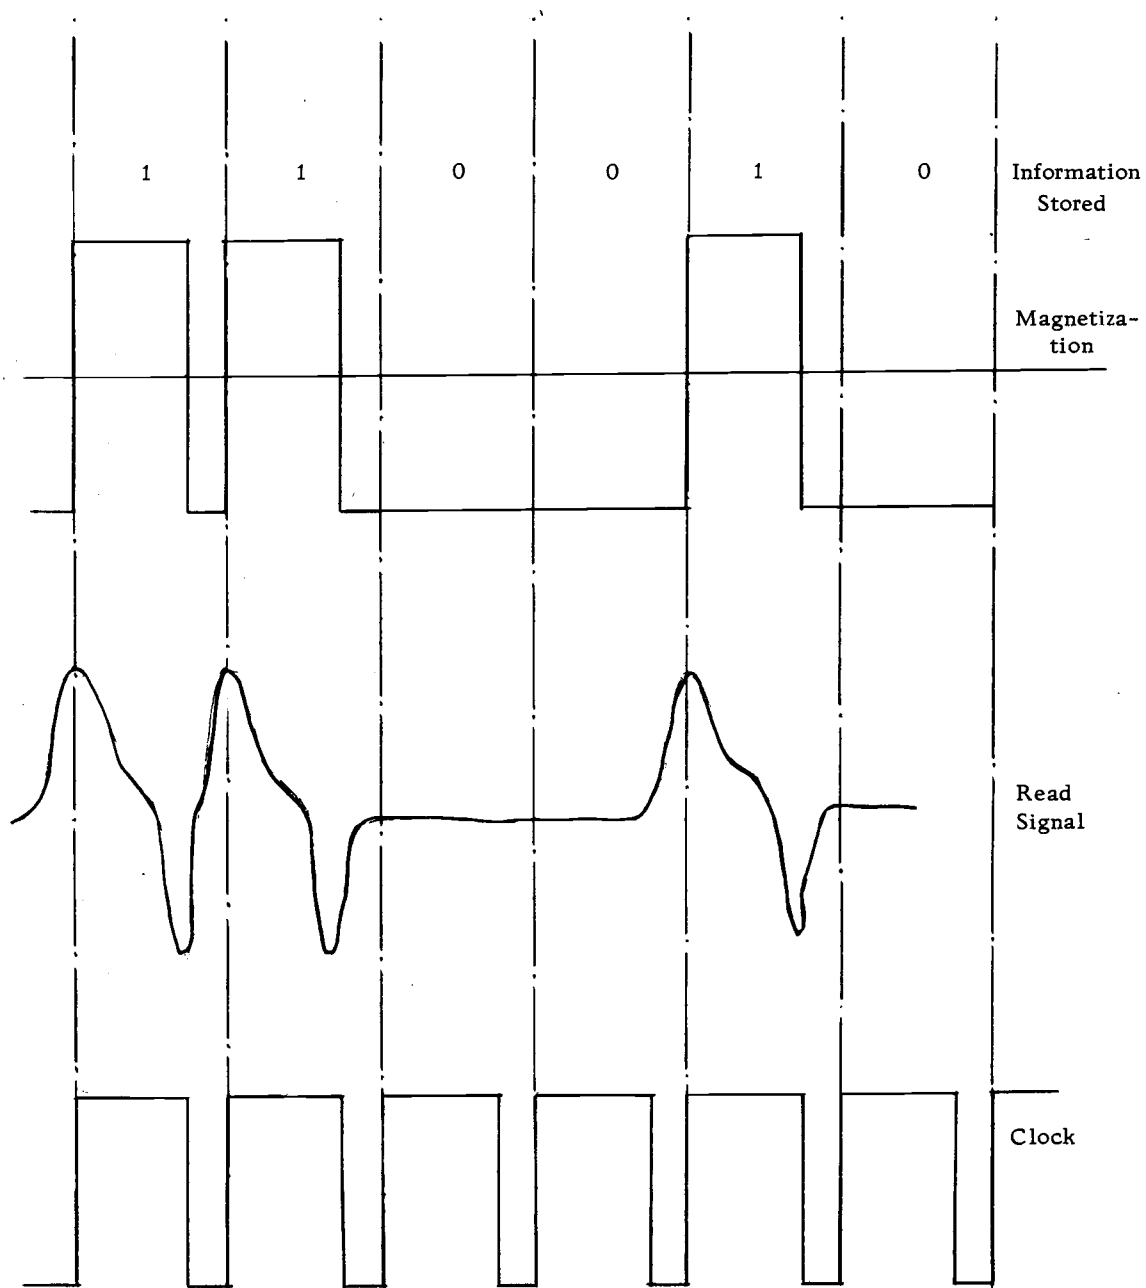 1 1 0 0 1 0 Information
Stored
Magnetiza-
tion
Read
Signal
Clock